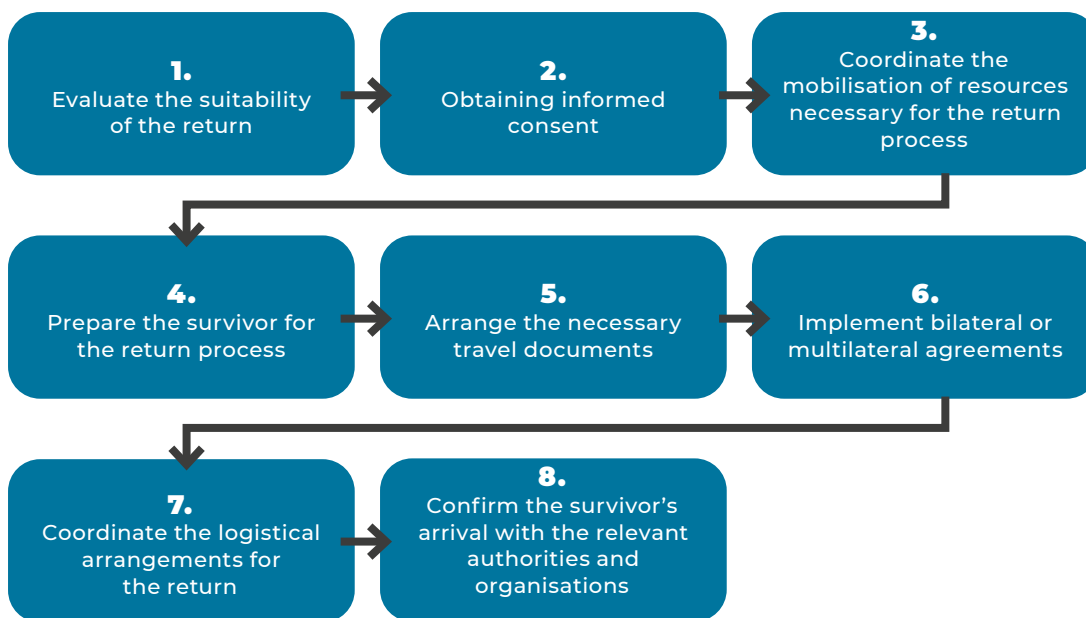 1.
Evaluate the suitability
of the return
2.
Obtaining informed
consent
3.
Coordinate the
mobilisation of resources
necessary for the return
process
4.
Prepare the survivor for
the return process
5.
Arrange the necessary
travel documents
6.
Implement bilateral or
multilateral agreements
7.
Coordinate the logistical
arrangements for
the return
8.
Confirm the survivor’s
arrival with the relevant
authorities and
organisations